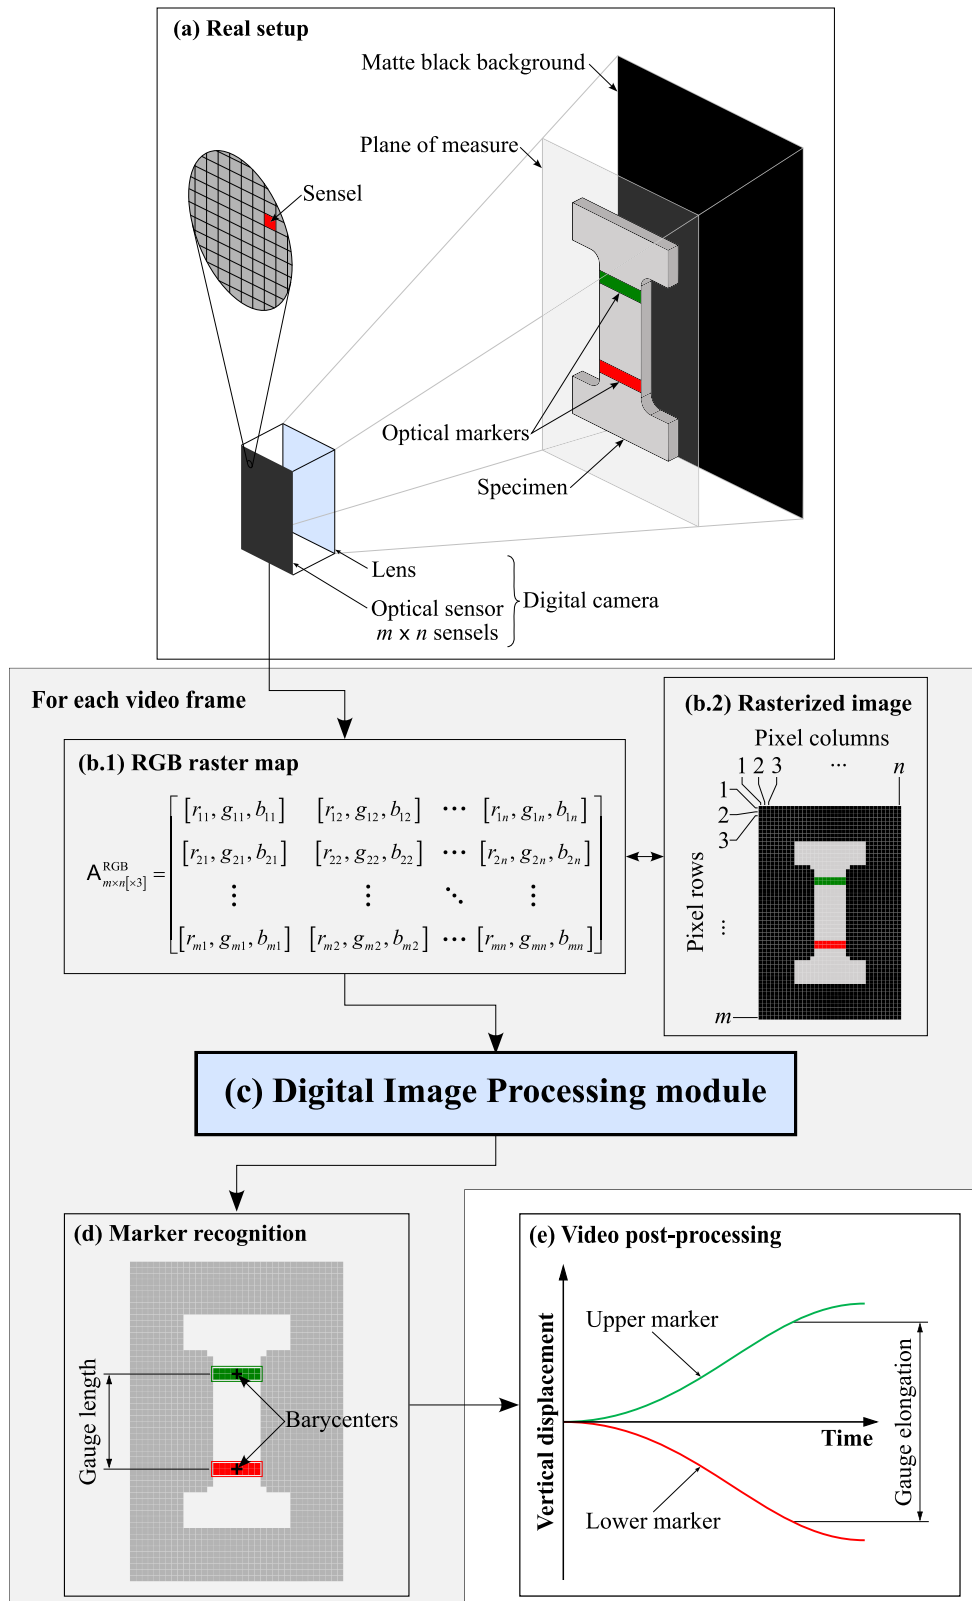 (a) Real setup
Matte black background
Plane of measure
Sensel
Optical markers
Specimen
Lens
Optical sensor
m × n sensels
Digital camera
For each video frame
(b.1) RGB raster map
A^RGB_m×n[×3] =
[r11, g11, b11] [r12, g12, b12] ⋯ [r1n, g1n, b1n]
[r21, g21, b21] [r22, g22, b22] ⋯ [r2n, g2n, b2n]
⋮ ⋮ ⋱ ⋮
[rm1, gm1, bm1] [rm2, gm2, bm2] ⋯ [rmn, gmn, bmn]
(b.2) Rasterized image
Pixel columns
1 2 3 ... n
1
2
3
Pixel rows
...
m
(c) Digital Image Processing module
(d) Marker recognition
Gauge length
Barycenters
(e) Video post-processing
Vertical displacement
Upper marker
Time
Lower marker
Gauge elongation